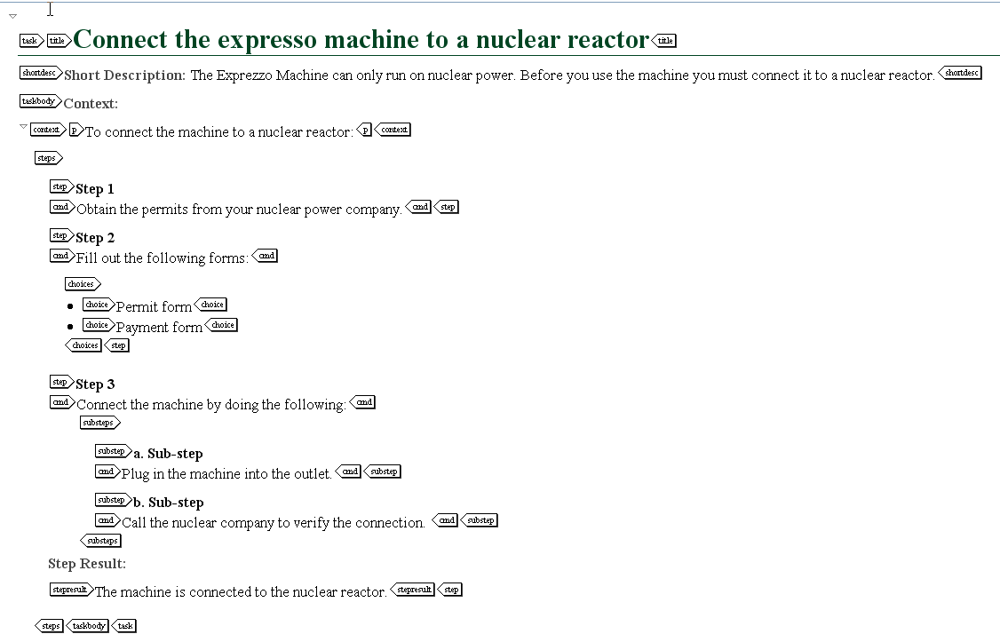 task title Connect the expresso machine to a nuclear reactor title
shortdesc Short Description: The Exprezzo Machine can only run on nuclear power. Before you use the machine you must connect it to a nuclear reactor. shortdesc
taskbody Context:
context p To connect the machine to a nuclear reactor: p context
steps
step Step 1
cmd Obtain the permits from your nuclear power company. cmd step
step Step 2
cmd Fill out the following forms: cmd
choices
• choice Permit form choice
• choice Payment form choice
choices step
step Step 3
cmd Connect the machine by doing the following: cmd
substeps
substep a. Sub-step
cmd Plug in the machine into the outlet. cmd substep
substep b. Sub-step
cmd Call the nuclear company to verify the connection. cmd substep
substeps
Step Result:
stepresult The machine is connected to the nuclear reactor. stepresult step
steps taskbody task